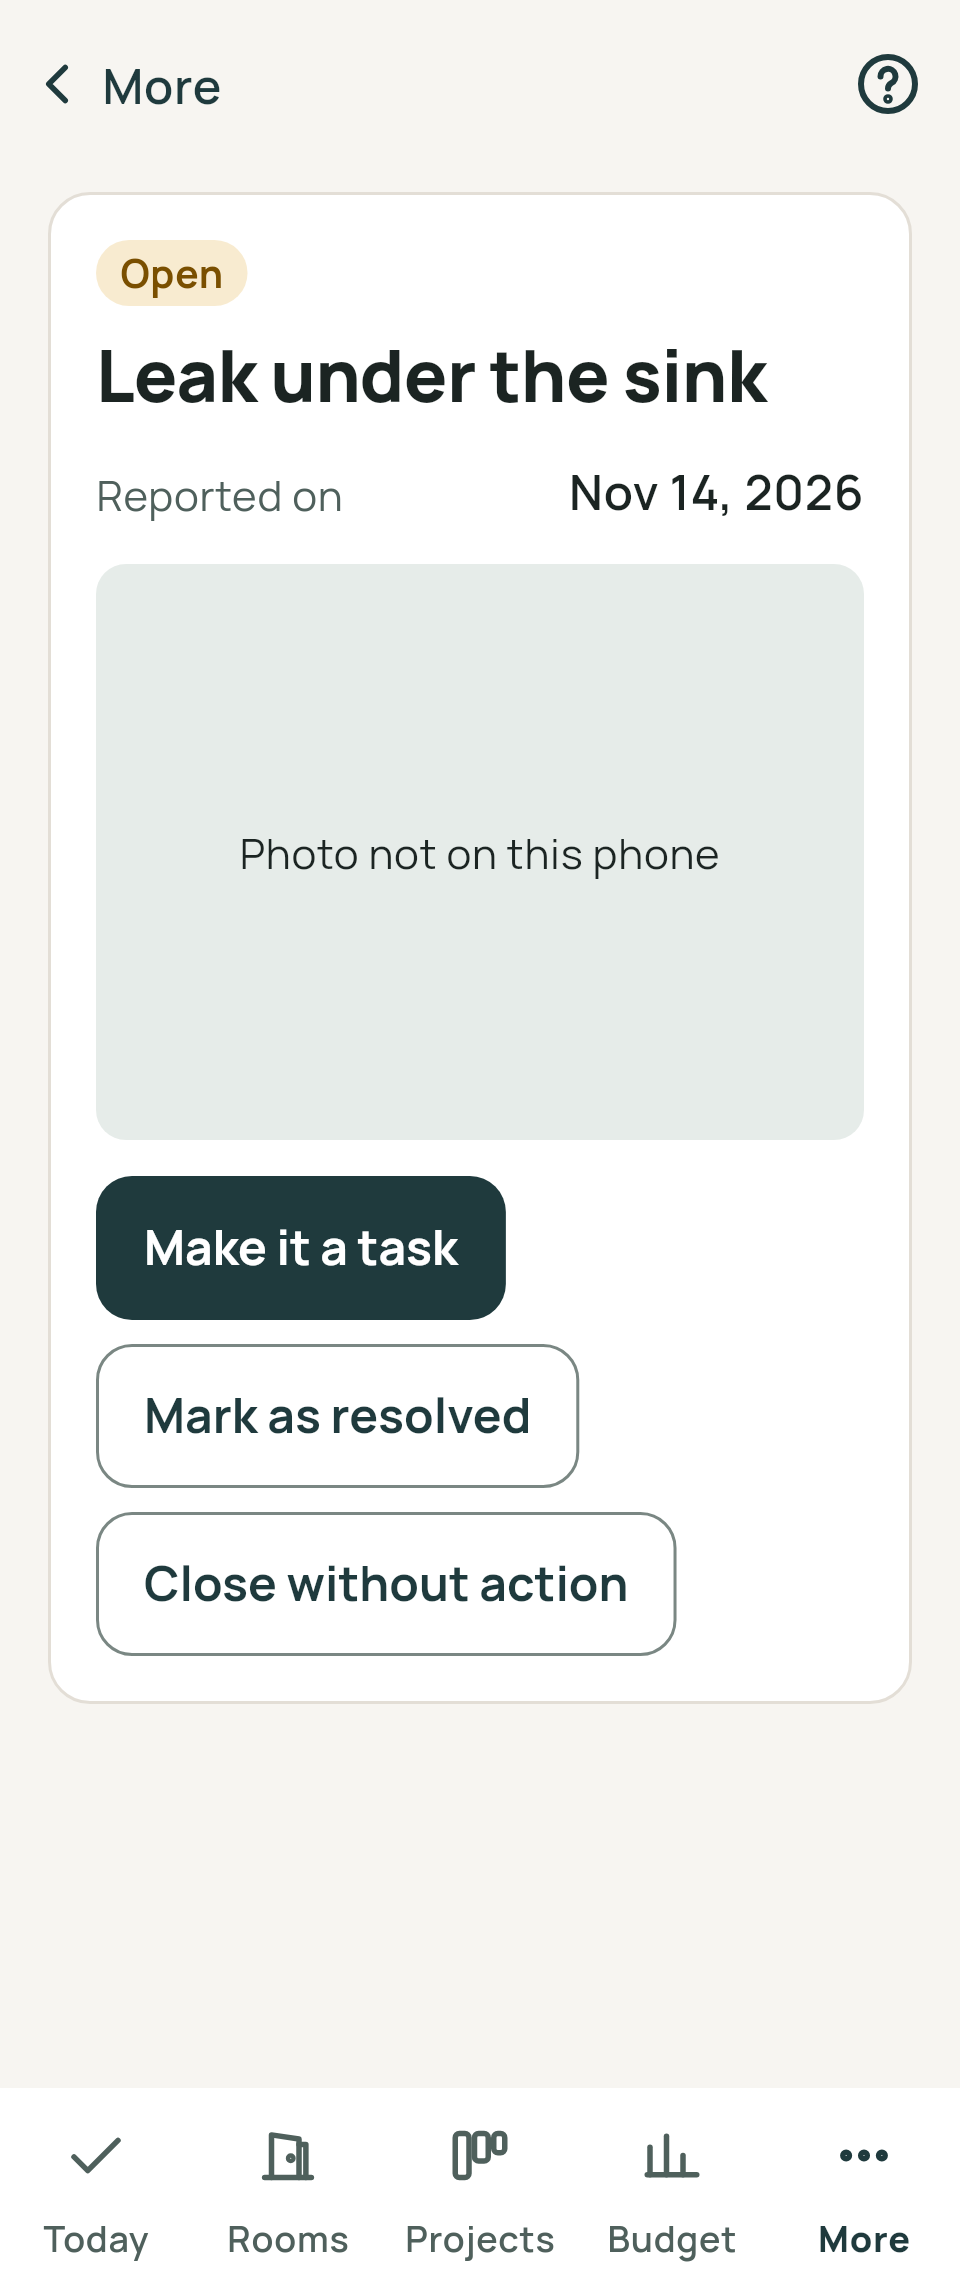 More
Open
Leak under the sink
Reported on
Nov 14, 2026
Photo not on this phone
Make it a task
Mark as resolved
Close without action
Today
Rooms
Projects
Budget
More